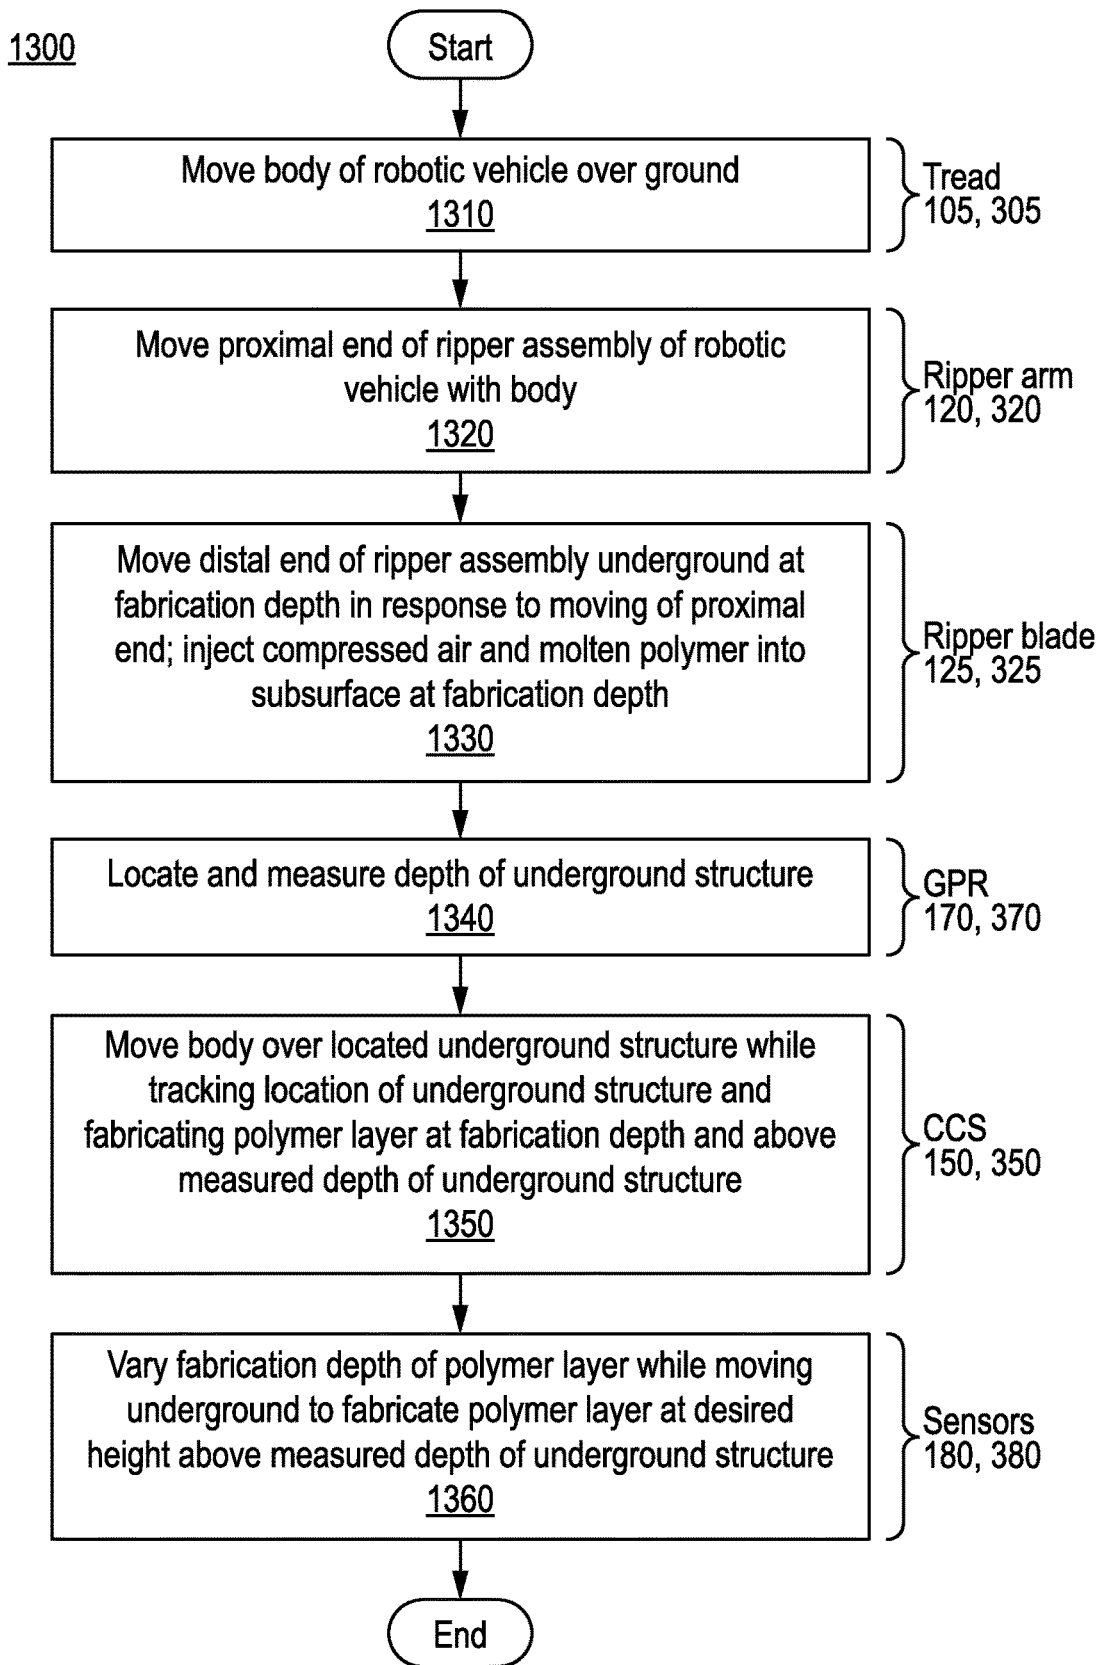 1300
Start
Move body of robotic vehicle over ground
1310
Tread
105, 305
Move proximal end of ripper assembly of robotic
vehicle with body
1320
Ripper arm
120, 320
Move distal end of ripper assembly underground at
fabrication depth in response to moving of proximal
end; inject compressed air and molten polymer into
subsurface at fabrication depth
1330
Ripper blade
125, 325
Locate and measure depth of underground structure
1340
GPR
170, 370
Move body over located underground structure while
tracking location of underground structure and
fabricating polymer layer at fabrication depth and above
measured depth of underground structure
1350
CCS
150, 350
Vary fabrication depth of polymer layer while moving
underground to fabricate polymer layer at desired
height above measured depth of underground structure
1360
Sensors
180, 380
End